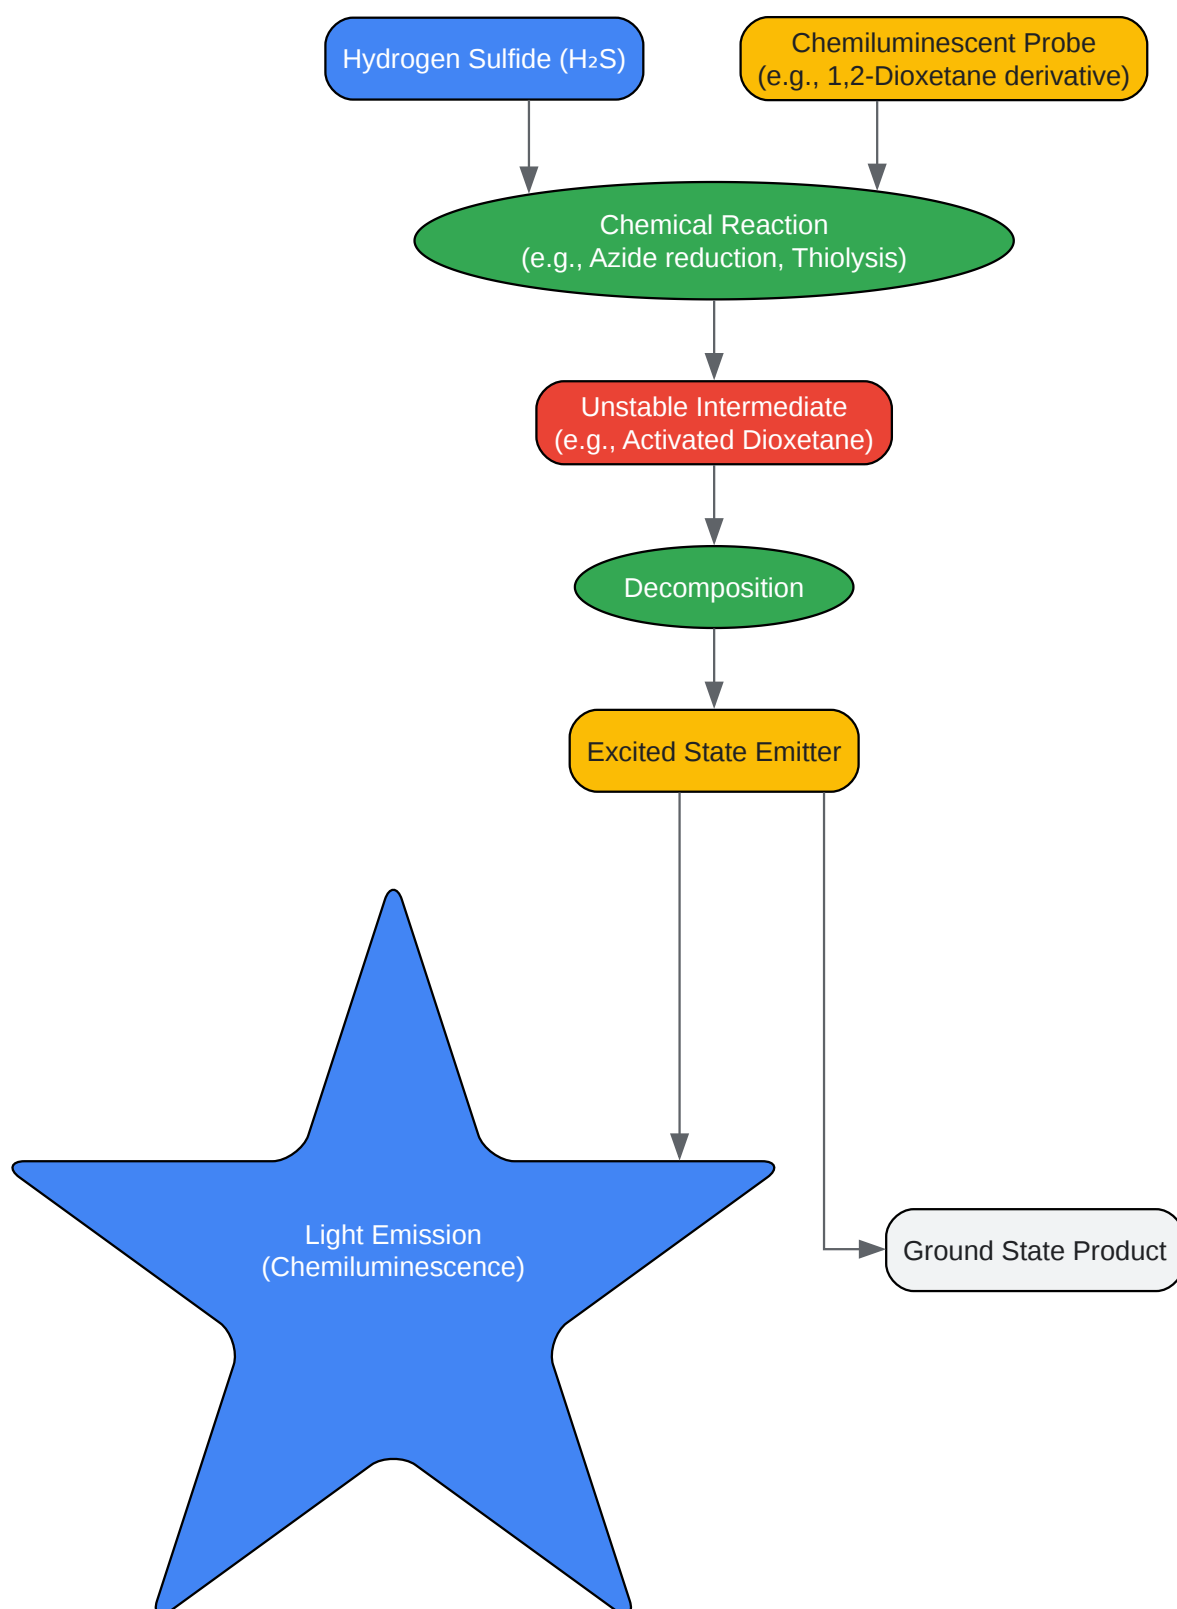 Hydrogen Sulfide (H₂S)
Chemiluminescent Probe
(e.g., 1,2-Dioxetane derivative)
Chemical Reaction
(e.g., Azide reduction, Thiolysis)
Unstable Intermediate
(e.g., Activated Dioxetane)
Decomposition
Excited State Emitter
Light Emission
(Chemiluminescence)
Ground State Product